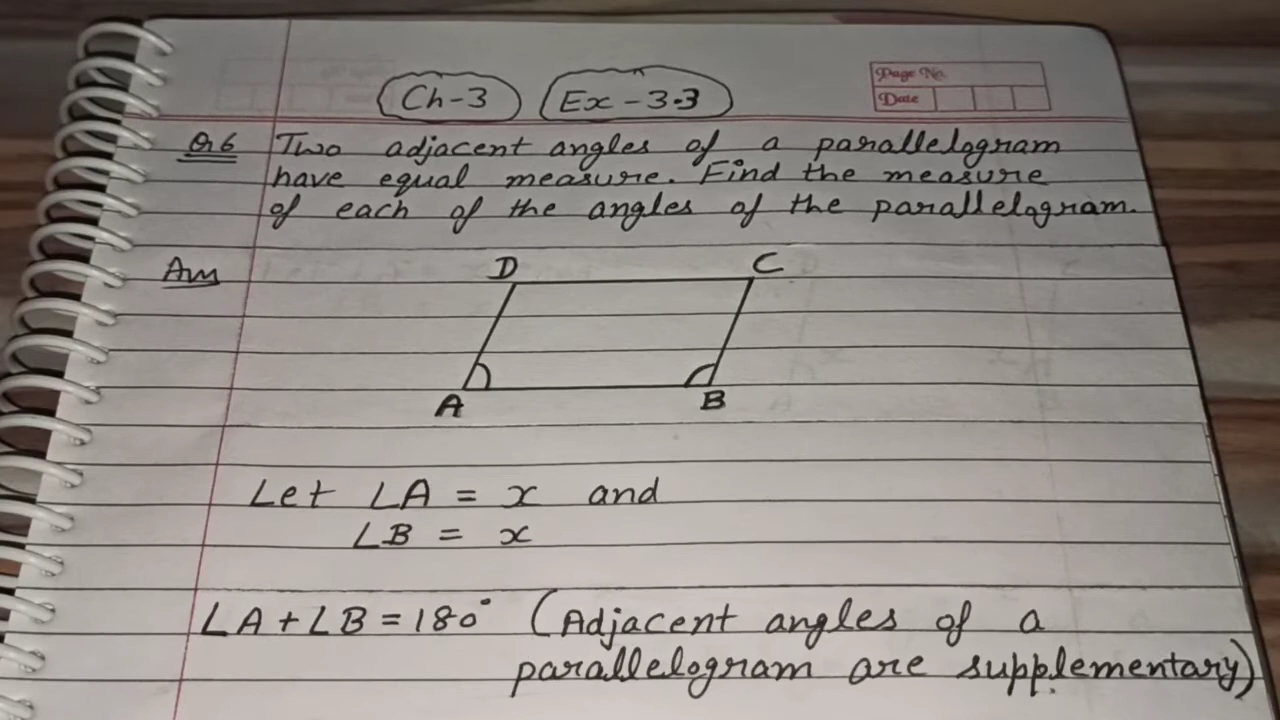 Ch-3 Ex-3.3
Page No.
Date
Q6 Two adjacent angles of a parallelogram
have equal measure. Find the measure
of each of the angles of the parallelogram.
Ans
D C
A B
Let ∠A = x and
∠B = x
∠A + ∠B = 180° (Adjacent angles of a
parallelogram are supplementary)